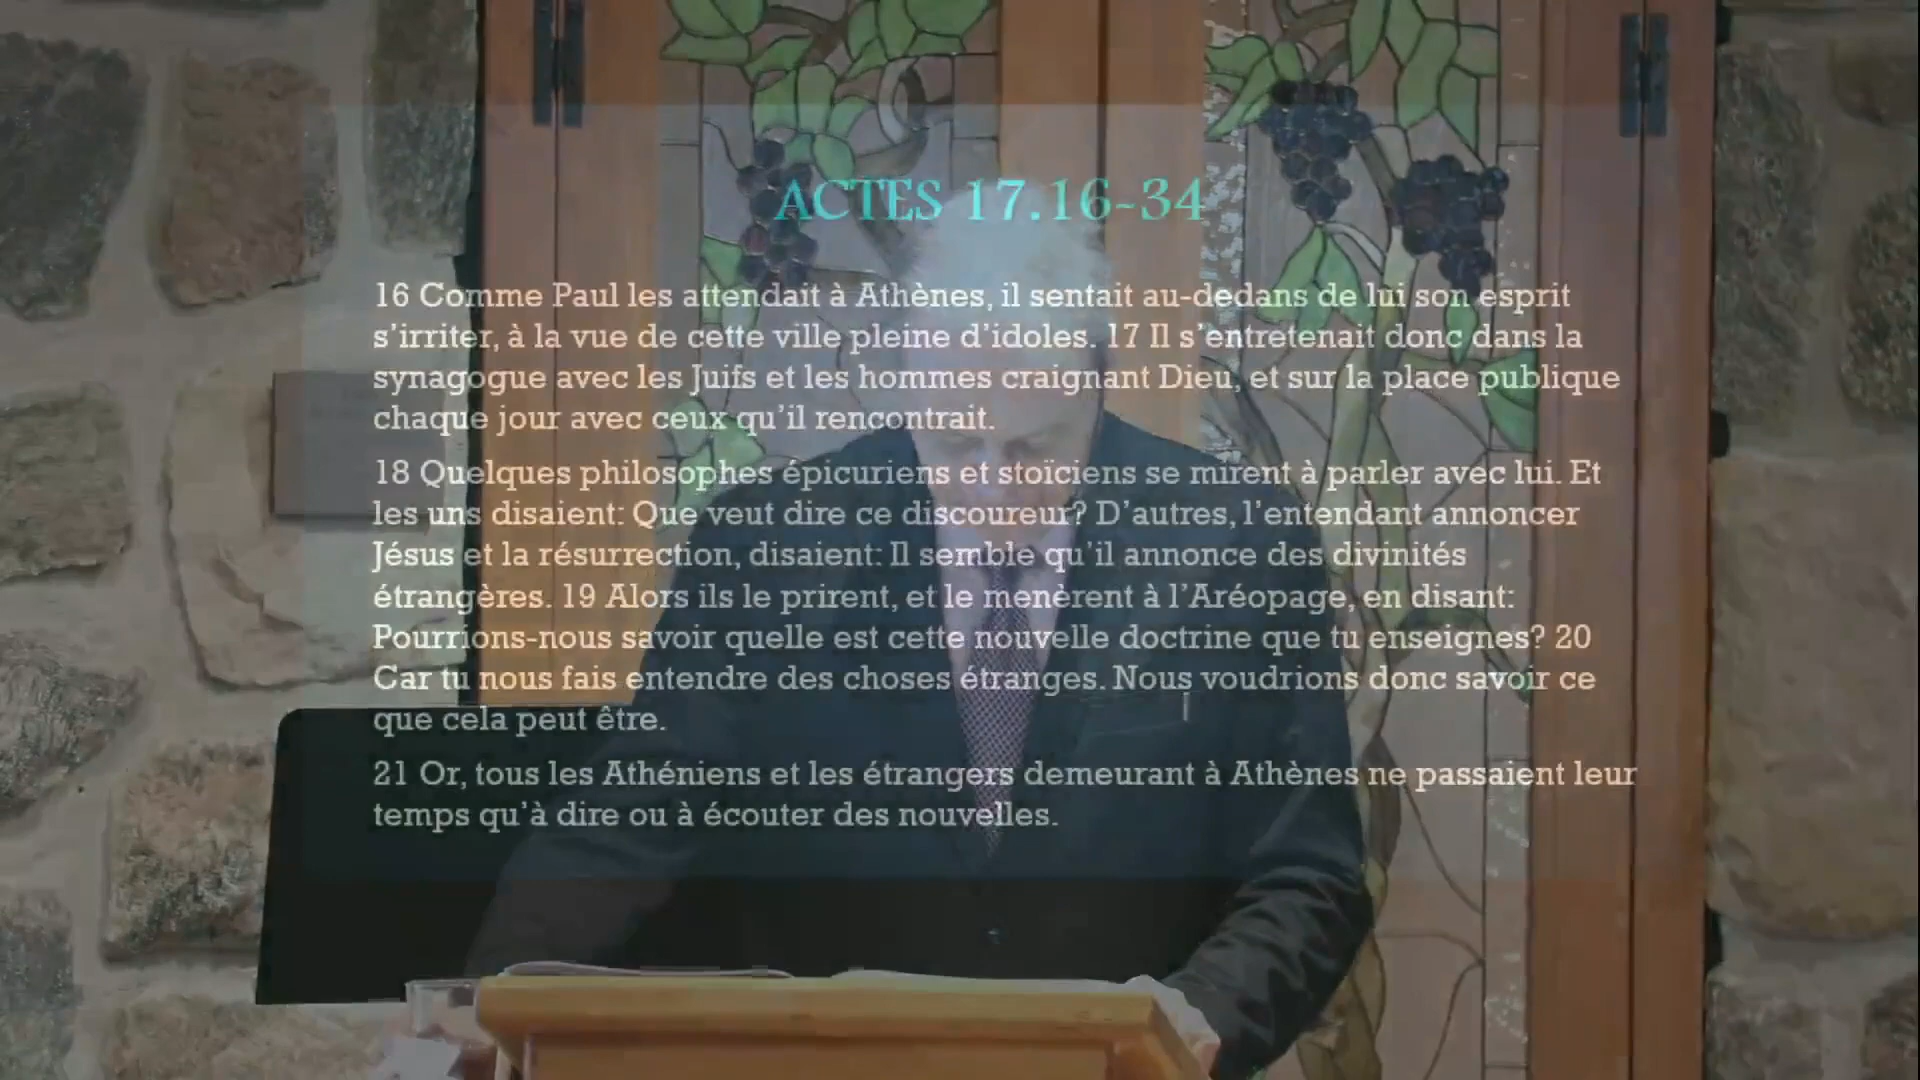 ACTES 17.16-34
16 Comme Paul les attendait à Athènes, il sentait au-dedans de lui son esprit
s’irriter, à la vue de cette ville pleine d’idoles. 17 Il s’entretenait donc dans la
synagogue avec les Juifs et les hommes craignant Dieu, et sur la place publique
chaque jour avec ceux qu’il rencontrait.
18 Quelques philosophes épicuriens et stoïciens se mirent à parler avec lui. Et
les uns disaient: Que veut dire ce discoureur? D’autres, l’entendant annoncer
Jésus et la résurrection, disaient: Il semble qu’il annonce des divinités
étrangères. 19 Alors ils le prirent, et le menèrent à l’Aréopage, en disant:
Pourrions-nous savoir quelle est cette nouvelle doctrine que tu enseignes? 20
Car tu nous fais entendre des choses étranges. Nous voudrions donc savoir ce
que cela peut être.
21 Or, tous les Athéniens et les étrangers demeurant à Athènes ne passaient leur
temps qu’à dire ou à écouter des nouvelles.